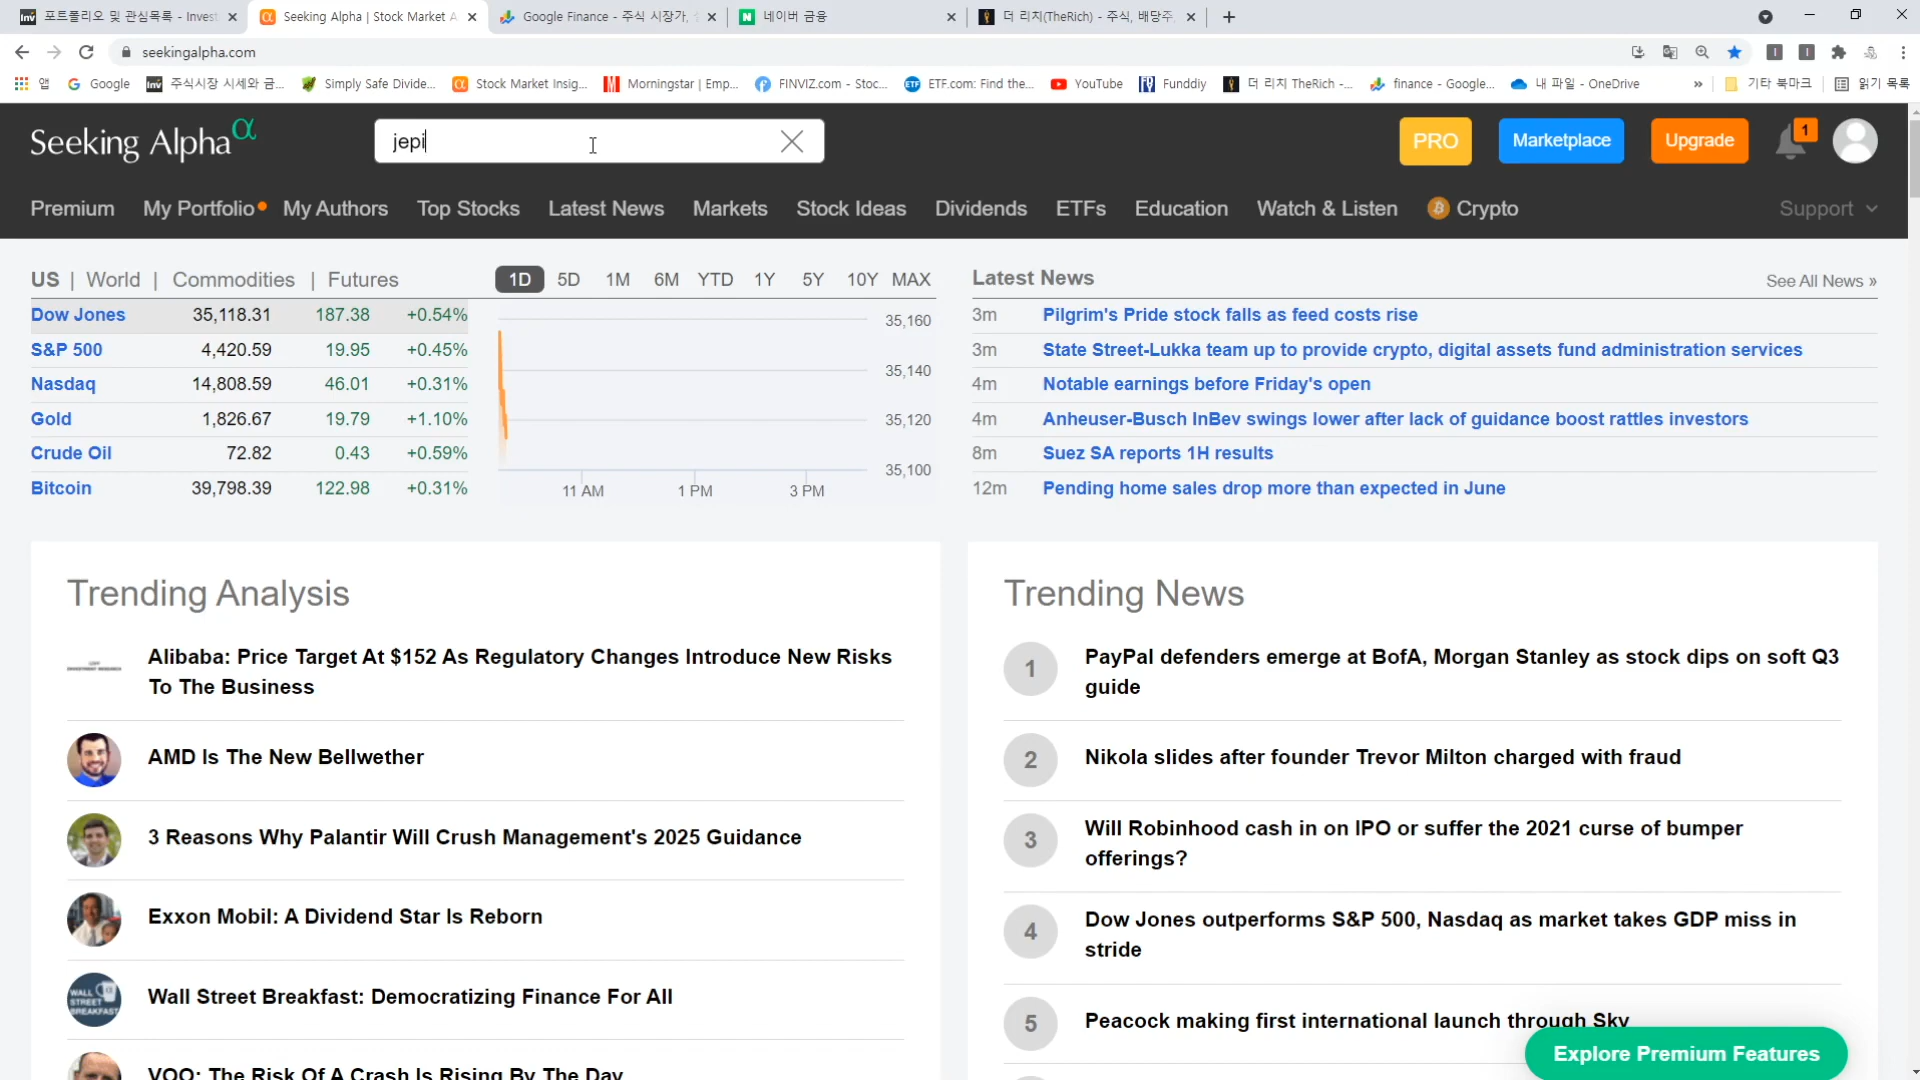 포트폴리오 및 관심목록 - Invest
Seeking Alpha | Stock Market A
Google Finance - 주식 시장가,
네이버 금융
더 리치(TheRich) - 주식, 배당주
seekingalpha.com
앱
Google
주식시장 시세와 금...
Simply Safe Divide...
Stock Market Insig...
Morningstar | Emp...
FINVIZ.com - Stoc...
ETF.com: Find the...
YouTube
Funddiy
더 리치 TheRich -...
finance - Google...
내 파일 - OneDrive
»
기타 북마크
읽기 목록
Seeking Alpha α
jepi
PRO
Marketplace
Upgrade
1
Premium
My Portfolio
My Authors
Top Stocks
Latest News
Markets
Stock Ideas
Dividends
ETFs
Education
Watch & Listen
Crypto
Support
US | World | Commodities | Futures
Dow Jones 35,118.31 187.38 +0.54%
S&P 500 4,420.59 19.95 +0.45%
Nasdaq 14,808.59 46.01 +0.31%
Gold 1,826.67 19.79 +1.10%
Crude Oil 72.82 0.43 +0.59%
Bitcoin 39,798.39 122.98 +0.31%
1D 5D 1M 6M YTD 1Y 5Y 10Y MAX
35,160
35,140
35,120
35,100
11 AM 1 PM 3 PM
Latest News
See All News »
3m Pilgrim's Pride stock falls as feed costs rise
3m State Street-Lukka team up to provide crypto, digital assets fund administration services
4m Notable earnings before Friday's open
4m Anheuser-Busch InBev swings lower after lack of guidance boost rattles investors
8m Suez SA reports 1H results
12m Pending home sales drop more than expected in June
Trending Analysis
Alibaba: Price Target At $152 As Regulatory Changes Introduce New Risks
To The Business
AMD Is The New Bellwether
3 Reasons Why Palantir Will Crush Management's 2025 Guidance
Exxon Mobil: A Dividend Star Is Reborn
WALL STREET BREAKFAST
Wall Street Breakfast: Democratizing Finance For All
VOO: The Risk Of A Crash Is Rising By The Day
Trending News
1 PayPal defenders emerge at BofA, Morgan Stanley as stock dips on soft Q3
guide
2 Nikola slides after founder Trevor Milton charged with fraud
3 Will Robinhood cash in on IPO or suffer the 2021 curse of bumper
offerings?
4 Dow Jones outperforms S&P 500, Nasdaq as market takes GDP miss in
stride
5 Peacock making first international launch through Sky
Explore Premium Features